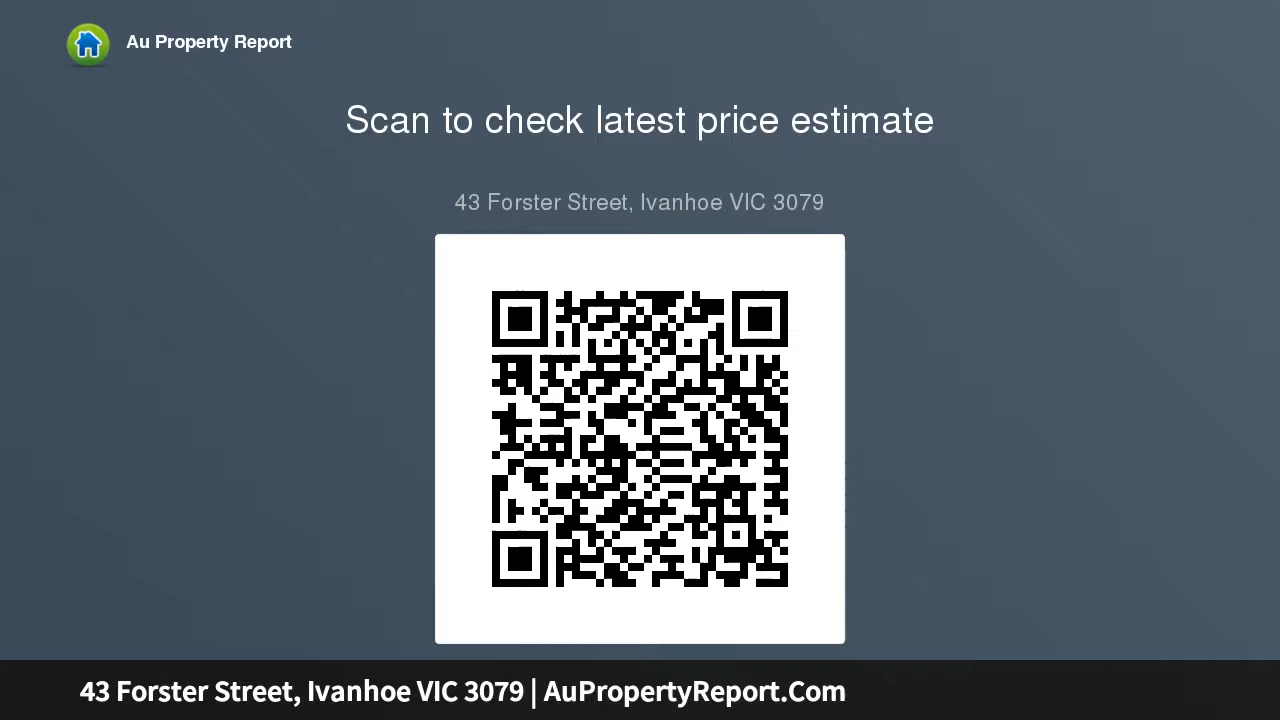 Au Property Report
Scan to check latest price estimate
43 Forster Street, Ivanhoe VIC 3079
43 Forster Street, Ivanhoe VIC 3079 | AuPropertyReport.Com